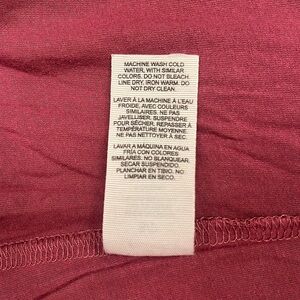 MACHINE WASH COLD
WATER, WITH SIMILAR
COLORS, DO NOT BLEACH.
LINE DRY, IRON WARM. DO
NOT DRY CLEAN.
LAVER À LA MACHINE À L'EAU
FROIDE, AVEC COULEURS
SIMILAIRES. NE PAS
JAVELLISER. SUSPENDRE
POUR SÉCHER, REPASSER À
TEMPÉRATURE MOYENNE.
NE PAS NETTOYER À SEC.
LAVAR A MÁQUINA EN AGUA
FRÍA CON COLORES
SIMILARES. NO BLANQUEAR,
SECAR SUSPENDIDO.
PLANCHAR EN TIBIO. NO
LIMPIAR EN SECO.